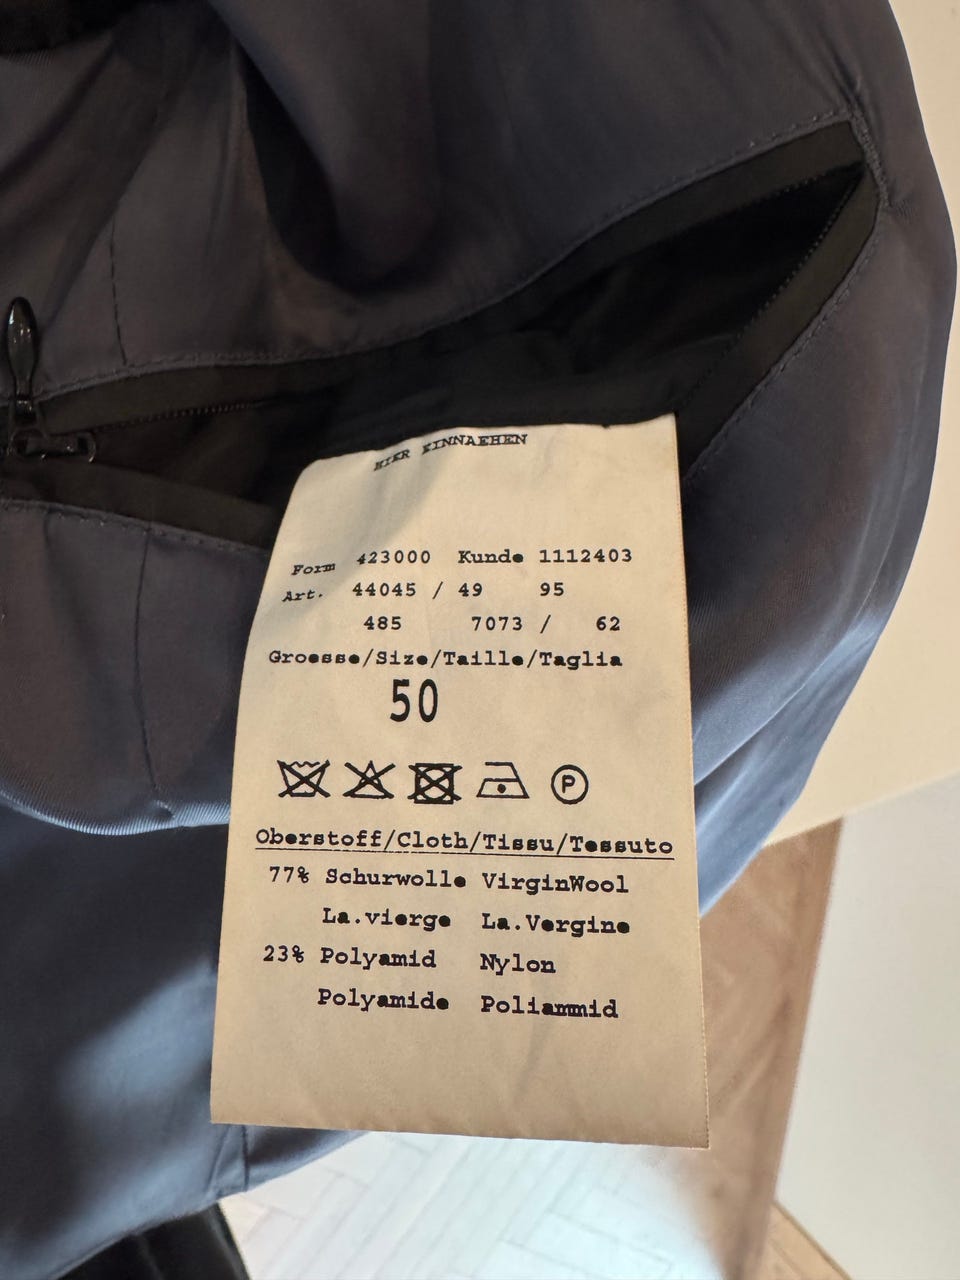 HIER EINNAEHEN
Form 423000 Kunde 1112403
Art. 44045 / 49 95
485 7073 / 62
Groesse/Size/Taille/Taglia
50
P
Oberstoff/Cloth/Tissu/Tessuto
77% Schurwolle VirginWool
La.vierge La.Vergine
23% Polyamid Nylon
Polyamide Poliammid